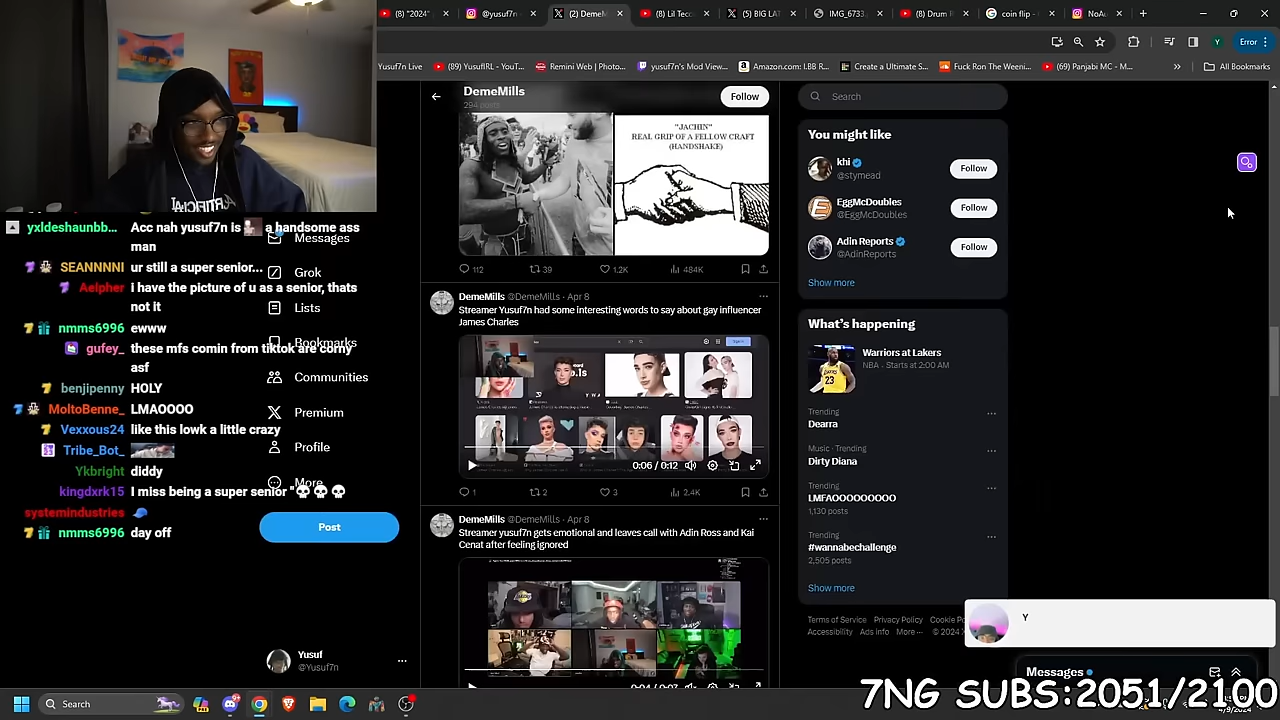 (8) "2024"
@yusuf7n -
(2) DemeM
(8) Lil Tecc
(5) BIG LA
IMG_6733
(8) Drum
coin flip -
NoAu
Error
Yusuf7n Live
(89) YusufIRL - YouT...
Remini Web | Photo...
yusuf7n's Mod View...
Amazon.com: LBB R...
Create a Ultimate S...
Fuck Ron The Weeni...
(69) Panjabi MC - M...
All Bookmarks
yxldeshaunbb... Acc nah yusuf7n is a handsome ass
man
SEANNNNI ur still a super senior...
Aelpher i have the picture of u as a senior, thats
not it
nmms6996 ewww
gufey_ these mfs comin from tiktok are corny
asf
benjipenny HOLY
MoltoBenne_ LMAOOOO
Vexxous24 like this lowk a little crazy
Tribe_Bot_
Ykbright diddy
kingdxrk15 I miss being a super senior "💀💀💀
systemindustries 🧢
nmms6996 day off
Messages
Grok
Lists
Bookmarks
Communities
Premium
Profile
More
Post
Yusuf
@Yusuf7n
DemeMills
294 posts
Follow
"JACHIN"
REAL GRIP OF A FELLOW CRAFT
(HANDSHAKE)
112 39 1.2K 484K
DemeMills @DemeMills · Apr 8
Streamer Yusuf7n had some interesting words to say about gay influencer
James Charles
0:06 / 0:12
1 2 3 2.4K
DemeMills @DemeMills · Apr 8
Streamer yusuf7n gets emotional and leaves call with Adin Ross and Kai
Cenat after feeling ignored
Search
You might like
khi
@stymead
Follow
EggMcDoubles
@EggMcDoubles
Follow
Adin Reports
@AdinReports
Follow
Show more
What's happening
Warriors at Lakers
NBA · Starts at 2:00 AM
Trending
Dearra
Music · Trending
Dirty Diana
Trending
LMFAOOOOOOOOO
1,130 posts
Trending
#wannabechallenge
2,505 posts
Show more
Terms of Service Privacy Policy Cookie Po
Accessibility Ads info More ··· © 2024
Y
Messages
Search
7NG SUBS:2051/2100